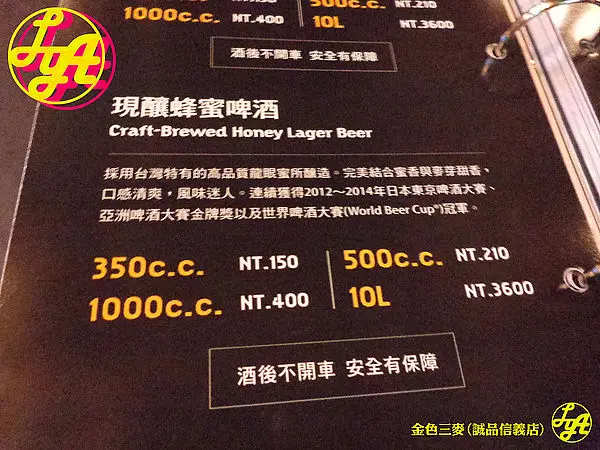 LyA
1000c.c. NT.400
500c.c. NT.210
10L NT.3600
酒後不開車 安全有保障
現釀蜂蜜啤酒
Craft-Brewed Honey Lager Beer
採用台灣特有的高品質龍眼蜜所釀造。完美結合蜜香與麥芽甜香,
口感清爽,風味迷人。連續獲得2012~2014年日本東京啤酒大賽、
亞洲啤酒大賽金牌獎以及世界啤酒大賽(World Beer Cup®)冠軍。
350c.c. NT.150
500c.c. NT.210
1000c.c. NT.400
10L NT.3600
酒後不開車 安全有保障
金色三麥(誠品信義店)
LyA